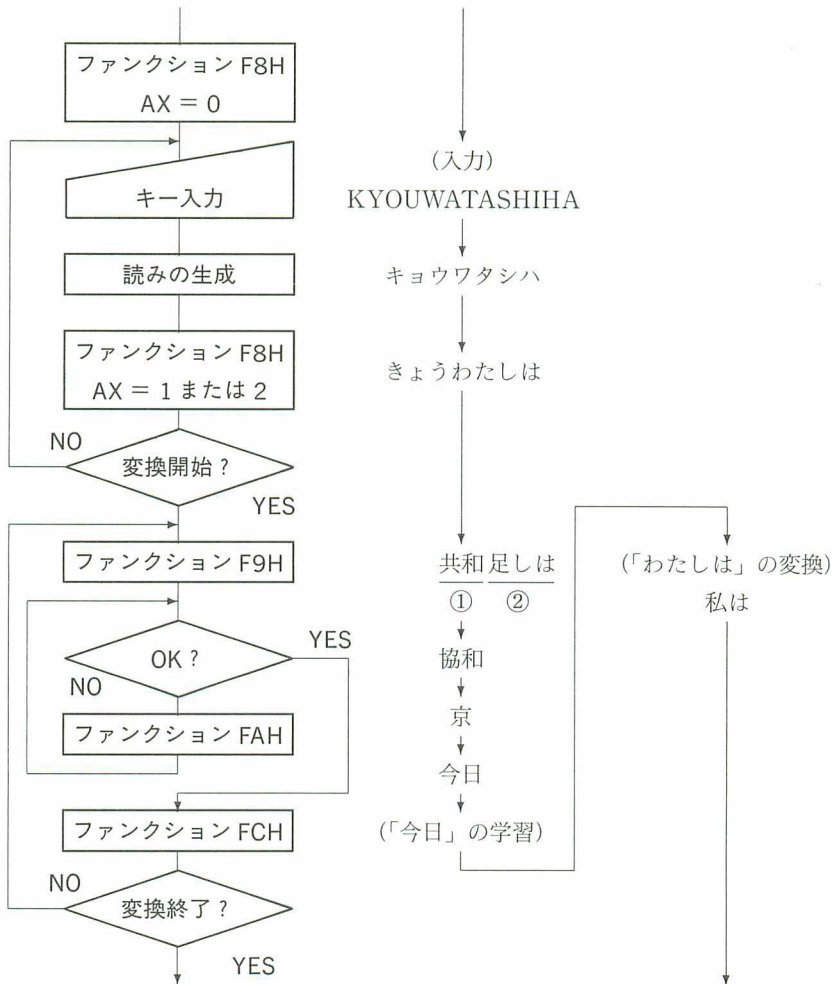 ファンクション F8H
AX = 0
キー入力
読みの生成
ファンクション F8H
AX = 1 または 2
NO
変換開始？
YES
ファンクション F9H
YES
OK？
NO
ファンクション FAH
ファンクション FCH
NO
変換終了？
YES
(入力)
KYOUWATASHIHA
キョウワタシハ
きょうわたしは
共和 足しは
① ②
協和
京
今日
(「今日」の学習)
(「わたしは」の変換)
私は